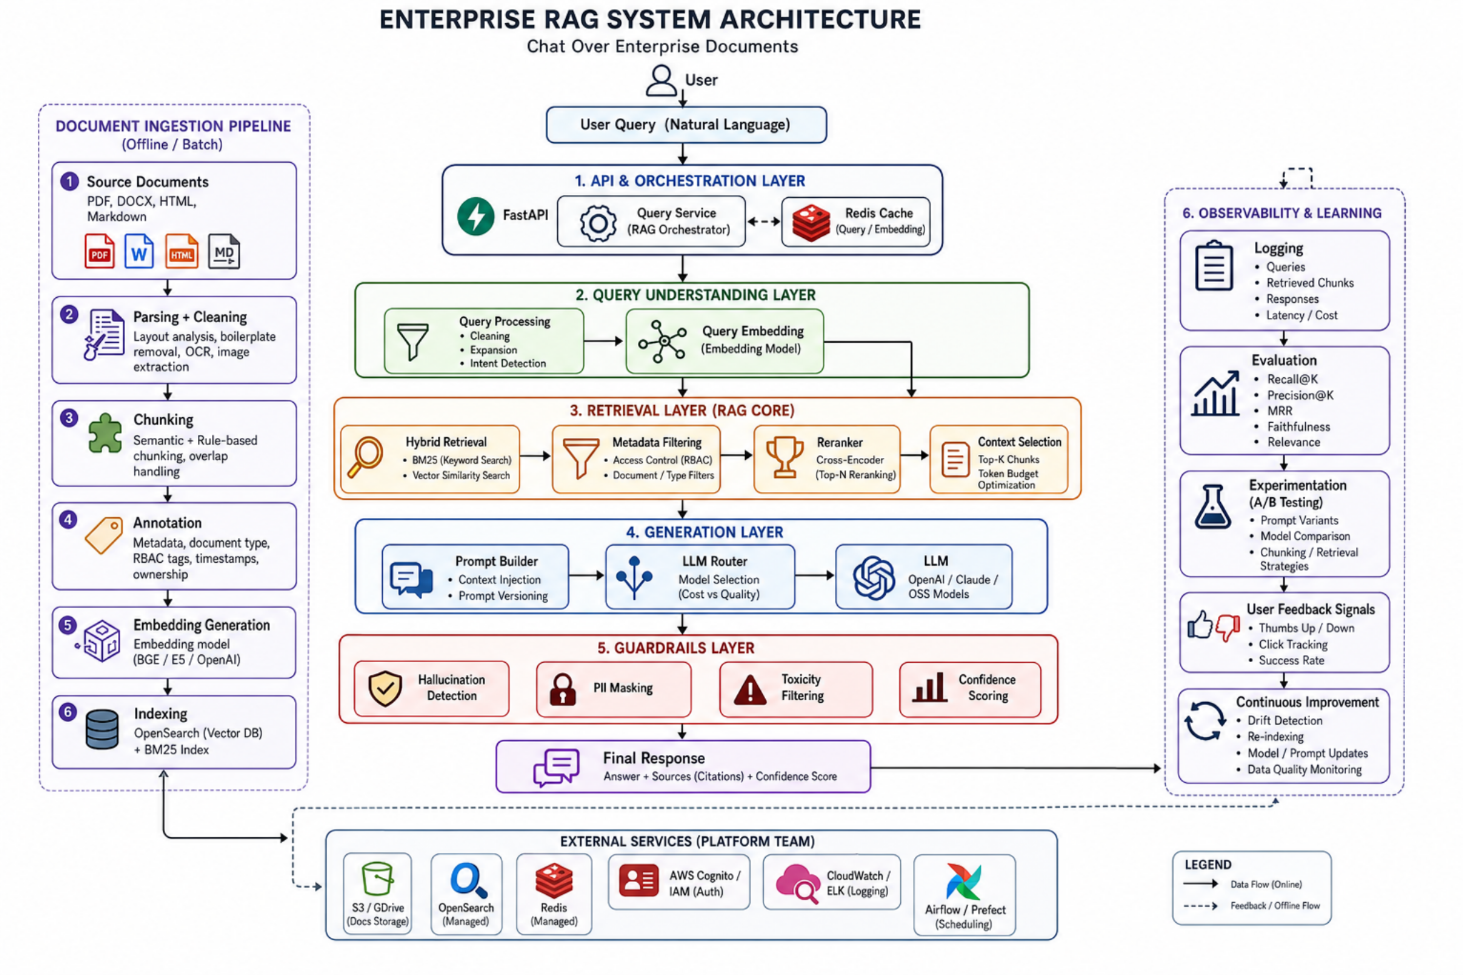 ENTERPRISE RAG SYSTEM ARCHITECTURE
Chat Over Enterprise Documents
User
User Query (Natural Language)
DOCUMENT INGESTION PIPELINE
(Offline / Batch)
1
Source Documents
PDF, DOCX, HTML,
Markdown
PDF
W
HTML
MD
2
Parsing + Cleaning
Layout analysis, boilerplate
removal, OCR, image
extraction
3
Chunking
Semantic + Rule-based
chunking, overlap
handling
4
Annotation
Metadata, document type,
RBAC tags, timestamps,
ownership
5
Embedding Generation
Embedding model
(BGE / E5 / OpenAI)
6
Indexing
OpenSearch (Vector DB)
+ BM25 Index
1. API & ORCHESTRATION LAYER
FastAPI
Query Service
(RAG Orchestrator)
Redis Cache
(Query / Embedding)
2. QUERY UNDERSTANDING LAYER
Query Processing
• Cleaning
• Expansion
• Intent Detection
Query Embedding
(Embedding Model)
3. RETRIEVAL LAYER (RAG CORE)
Hybrid Retrieval
• BM25 (Keyword Search)
• Vector Similarity Search
Metadata Filtering
• Access Control (RBAC)
• Document / Type Filters
Reranker
Cross-Encoder
(Top-N Reranking)
Context Selection
Top-K Chunks
Token Budget
Optimization
4. GENERATION LAYER
Prompt Builder
• Context Injection
• Prompt Versioning
LLM Router
Model Selection
(Cost vs Quality)
LLM
OpenAI / Claude /
OSS Models
5. GUARDRAILS LAYER
Hallucination
Detection
PII Masking
Toxicity
Filtering
Confidence
Scoring
Final Response
Answer + Sources (Citations) + Confidence Score
6. OBSERVABILITY & LEARNING
Logging
• Queries
• Retrieved Chunks
• Responses
• Latency / Cost
Evaluation
• Recall@K
• Precision@K
• MRR
• Faithfulness
• Relevance
Experimentation
(A/B Testing)
• Prompt Variants
• Model Comparison
• Chunking / Retrieval
Strategies
User Feedback Signals
• Thumbs Up / Down
• Click Tracking
• Success Rate
Continuous Improvement
• Drift Detection
• Re-indexing
• Model / Prompt Updates
• Data Quality Monitoring
EXTERNAL SERVICES (PLATFORM TEAM)
S3 / GDrive
(Docs Storage)
OpenSearch
(Managed)
Redis
(Managed)
AWS Cognito /
IAM (Auth)
CloudWatch /
ELK (Logging)
Airflow / Prefect
(Scheduling)
LEGEND
Data Flow (Online)
Feedback / Offline Flow